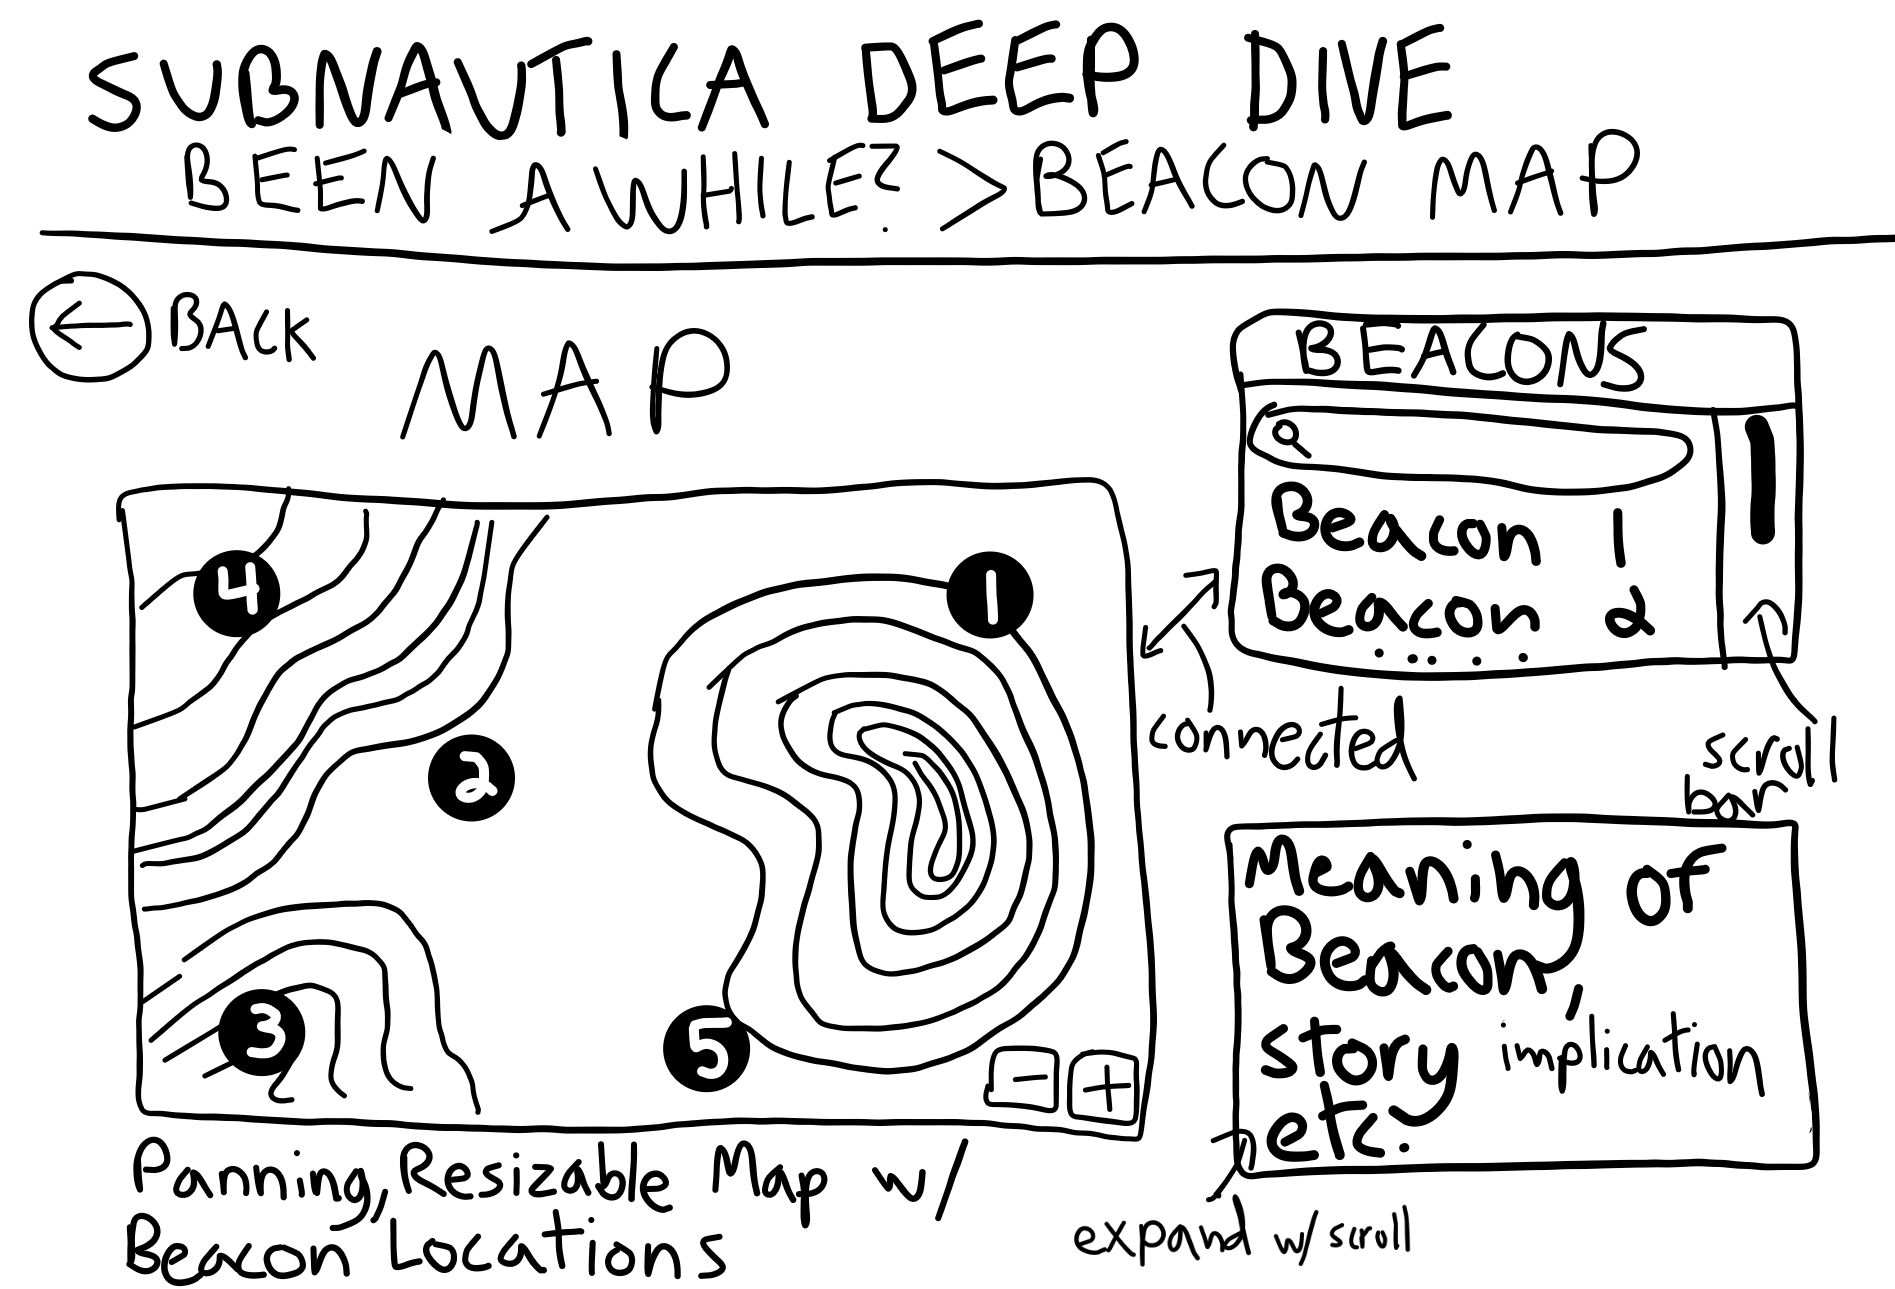 SUBNAUTICA DEEP DIVE
BEEN A WHILE? > BEACON MAP
← BACK
MAP
4
1
2
3
5
- +
Panning, Resizable Map w/
Beacon Locations
BEACONS
Beacon 1
Beacon 2
.....
connected
scroll
bar
Meaning of
Beacon,
story implication
etc.
expand w/ scroll